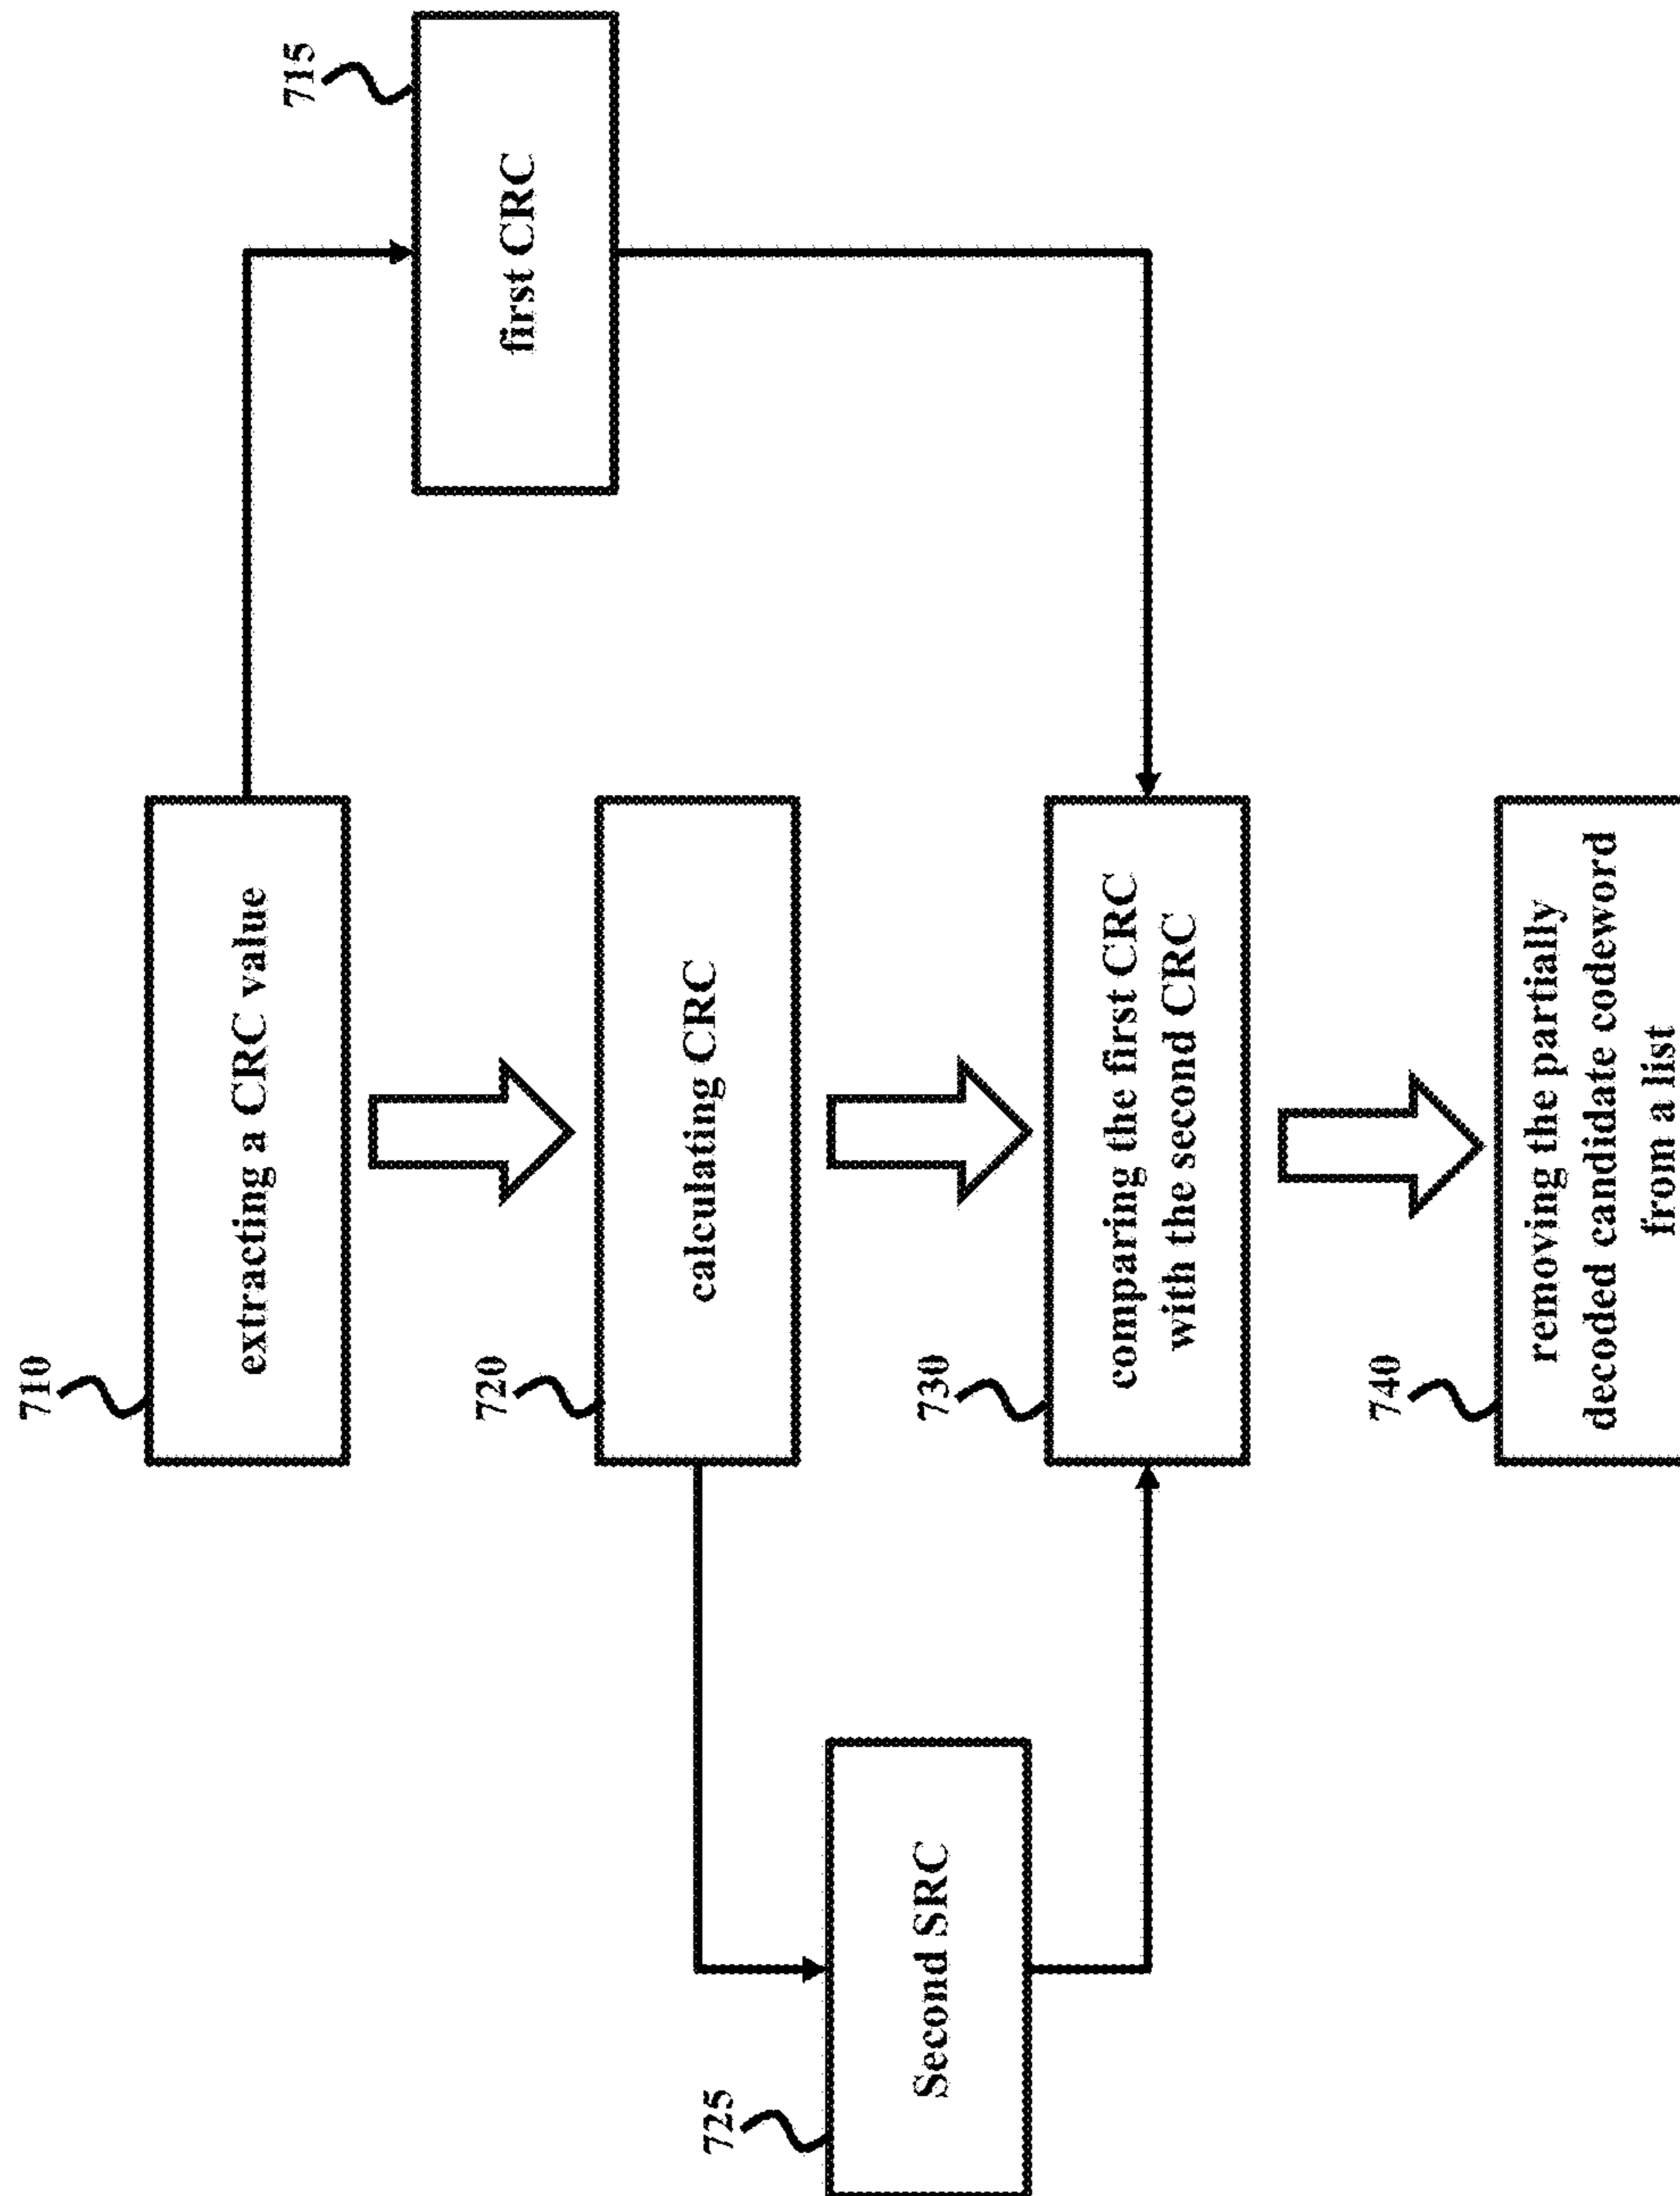 710
extracting a CRC value
715
first CRC
720
calculating CRC
725
Second SRC
730
comparing the first CRC
with the second CRC
740
removing the partially
decoded candidate codeword
from a list